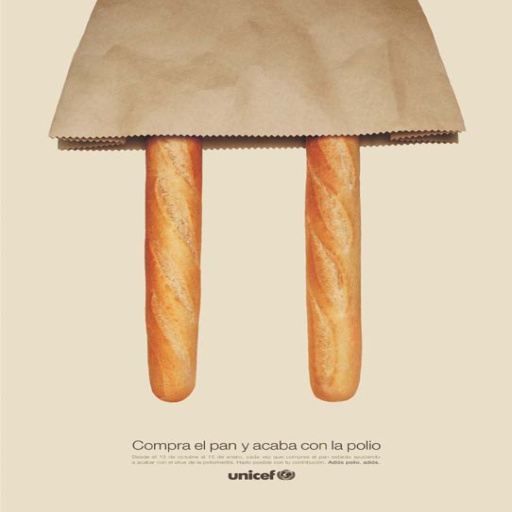 Compra el pan y acaba con la polio
Desde el 15 de octubre al 15 de enero, cada vez que compres el pan estarás ayudando
a acabar con el virus de la poliomielitis. Hazlo posible con tu contribución. Adiós polio, adiós.
unicef